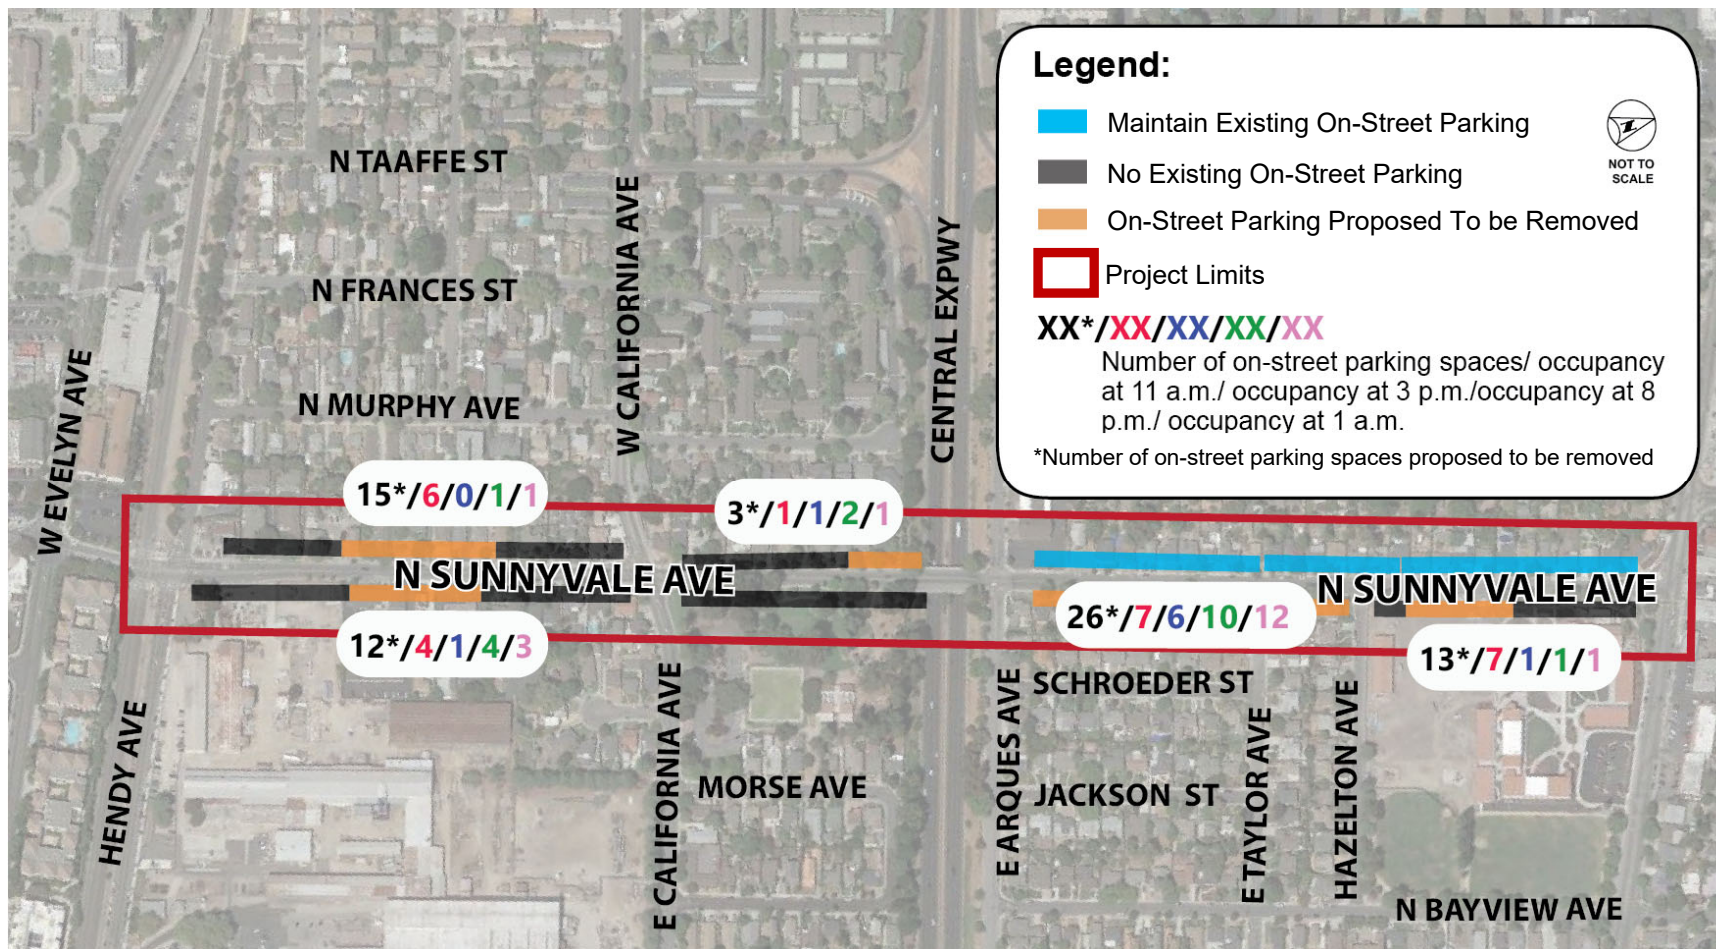 Legend:
Maintain Existing On-Street Parking
No Existing On-Street Parking
On-Street Parking Proposed To be Removed
Project Limits
XX*/XX/XX/XX/XX
Number of on-street parking spaces/ occupancy
at 11 a.m./ occupancy at 3 p.m./occupancy at 8
p.m./ occupancy at 1 a.m.
*Number of on-street parking spaces proposed to be removed
Z
NOT TO
SCALE
N TAAFFE ST
N FRANCES ST
N MURPHY AVE
W CALIFORNIA AVE
CENTRAL EXPWY
W EVELYN AVE
15*/6/0/1/1
3*/1/1/2/1
N SUNNYVALE AVE
N SUNNYVALE AVE
12*/4/1/4/3
26*/7/6/10/12
13*/7/1/1/1
HENDY AVE
E CALIFORNIA AVE
MORSE AVE
E ARQUES AVE
SCHROEDER ST
JACKSON ST
E TAYLOR AVE
HAZELTON AVE
N BAYVIEW AVE